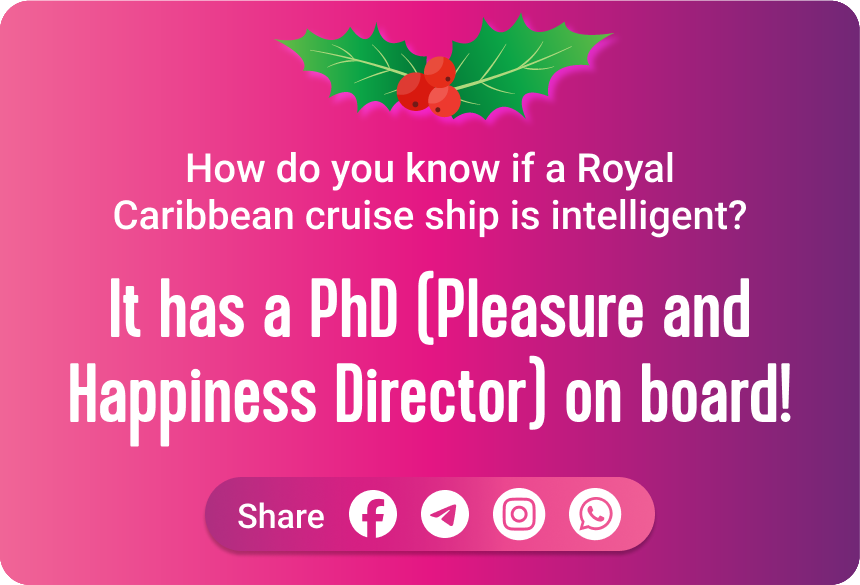 How do you know if a Royal
Caribbean cruise ship is intelligent?
It has a PhD (Pleasure and
Happiness Director) on board!
Share